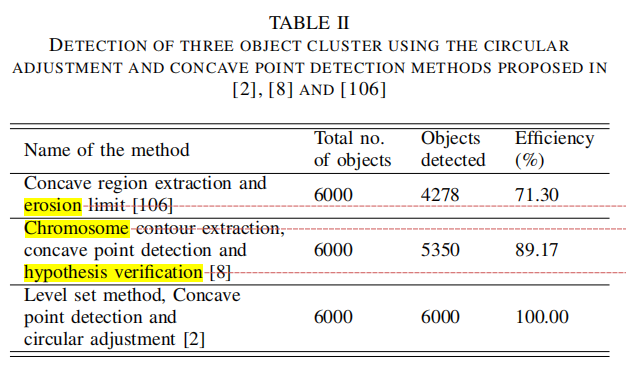 TABLE II
DETECTION OF THREE OBJECT CLUSTER USING THE CIRCULAR
ADJUSTMENT AND CONCAVE POINT DETECTION METHODS PROPOSED IN
[2], [8] AND [106]
Name of the method Total no. of objects Objects detected Efficiency (%)
Concave region extraction and
erosion limit [106] 6000 4278 71.30
Chromosome contour extraction,
concave point detection and 6000 5350 89.17
hypothesis verification [8]
Level set method, Concave
point detection and 6000 6000 100.00
circular adjustment [2]